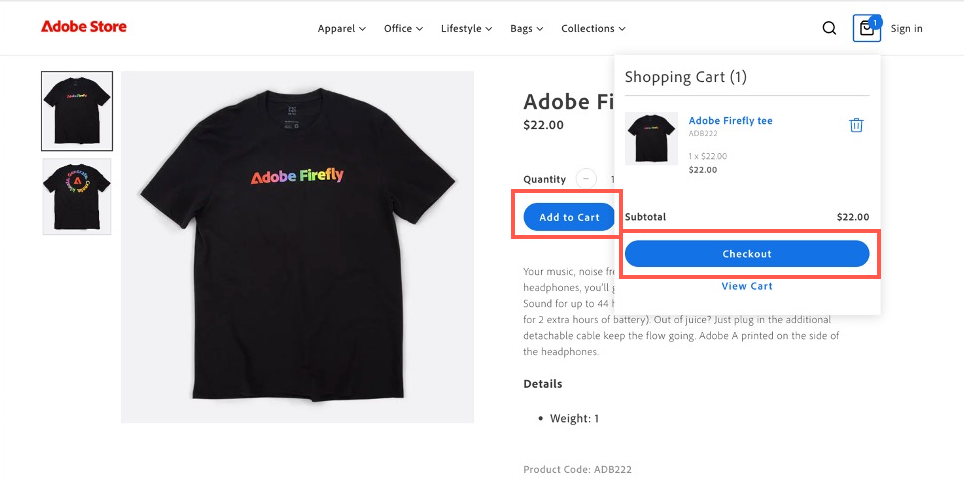 Adobe Store
Apparel
Office
Lifestyle
Bags
Collections
1
Sign in
Shopping Cart (1)
Adobe Firefly tee
ADB222
1 x $22.00
$22.00
Subtotal
$22.00
Checkout
View Cart
Adobe Firefly
Adobe Fi
$22.00
Quantity
1
Add to Cart
Your music, noise fre
headphones, you'll g
Sound for up to 44 h
for 2 extra hours of battery). Out of juice? Just plug in the additional
detachable cable keep the flow going. Adobe A printed on the side of
the headphones.
Details
Weight: 1
Product Code: ADB222